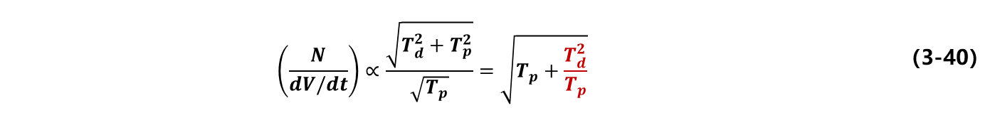 (N / dV/dt) ∝ √(T_d^2 + T_p^2) / √T_p = √(T_p + T_d^2 / T_p) (3-40)